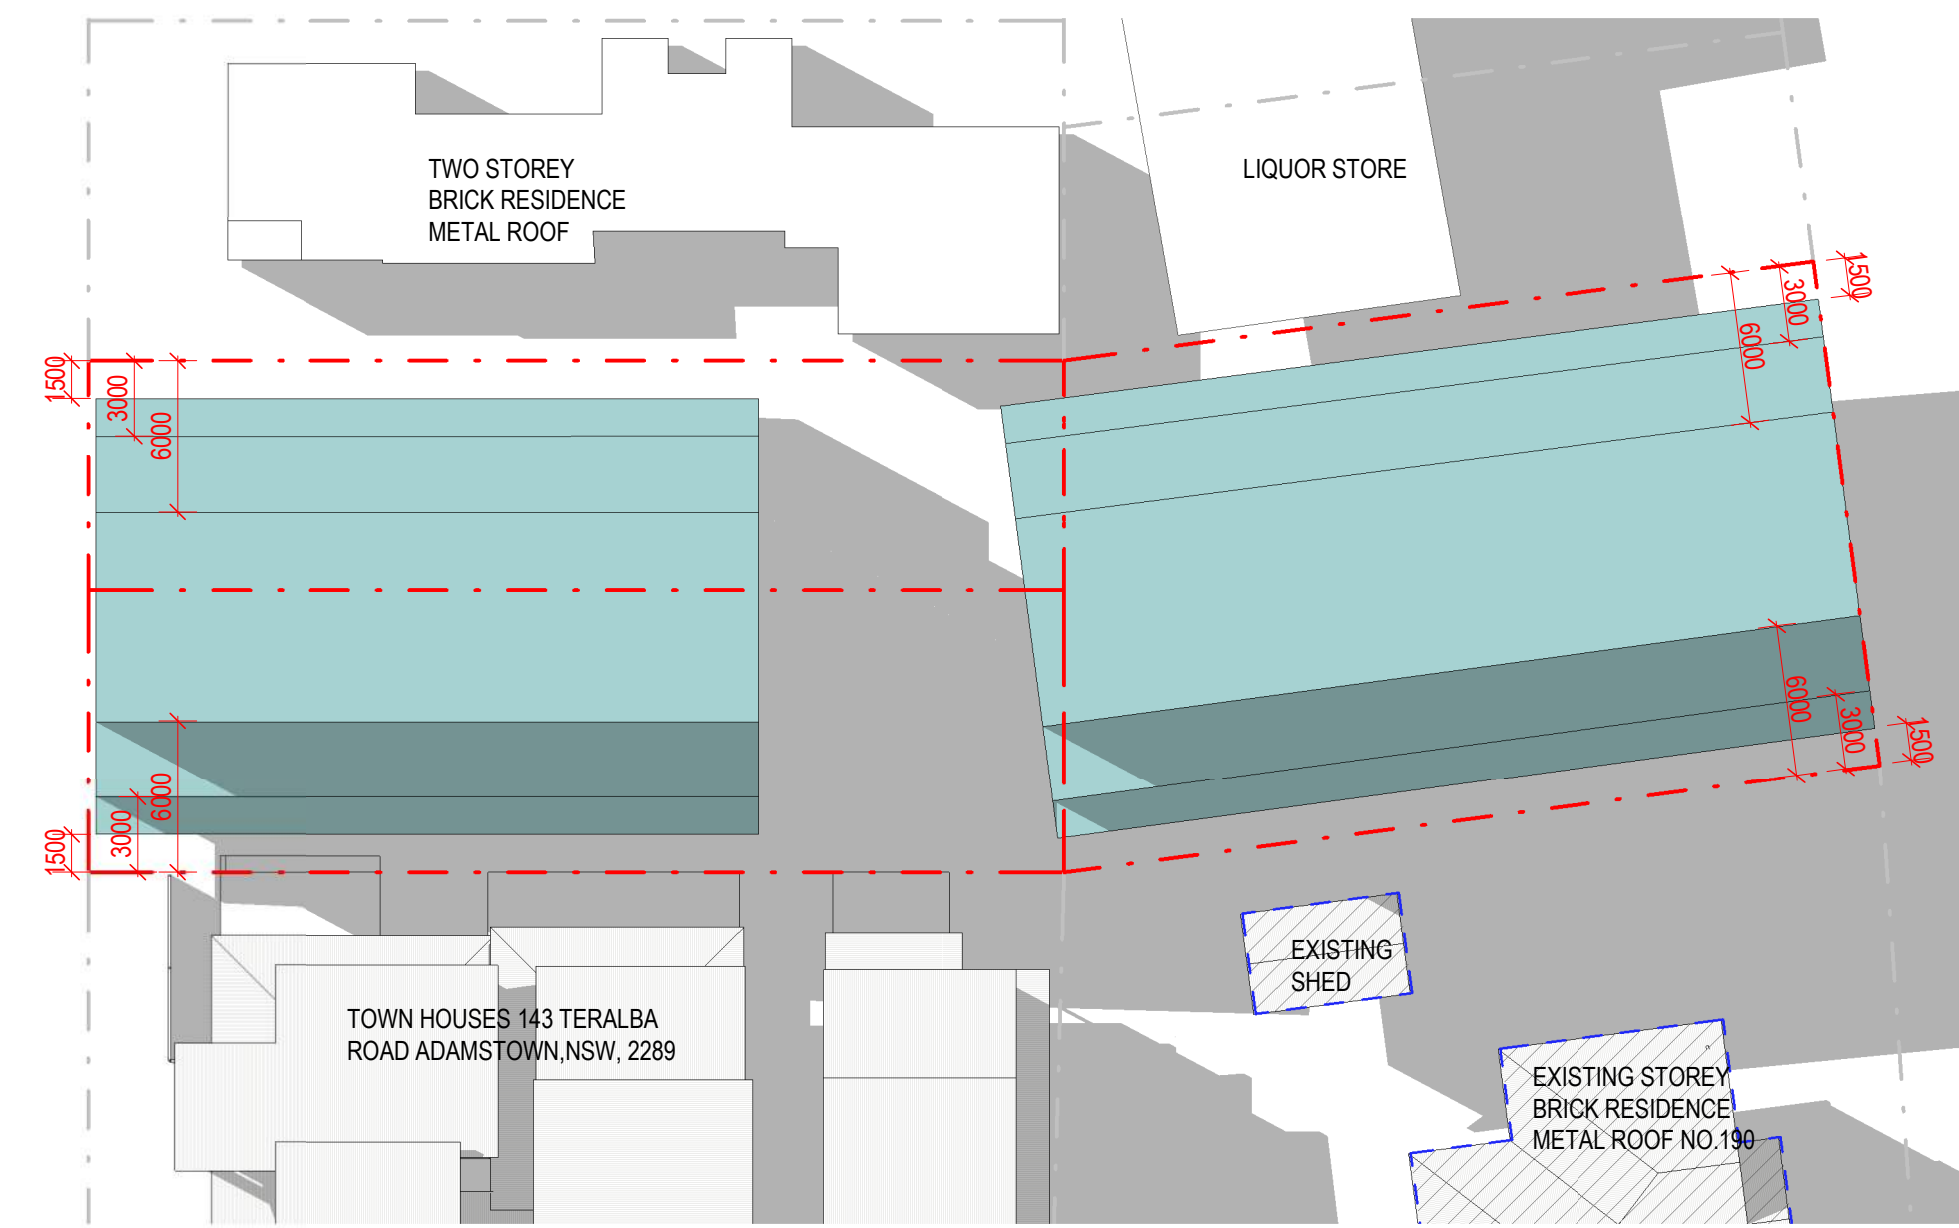 TWO STOREY
BRICK RESIDENCE
METAL ROOF
LIQUOR STORE
1500
3000
6000
1500
3000
6000
1500
3000
6000
6000
3000
1500
EXISTING
SHED
TOWN HOUSES 143 TERALBA
ROAD ADAMSTOWN,NSW, 2289
EXISTING STOREY
BRICK RESIDENCE
METAL ROOF NO.190